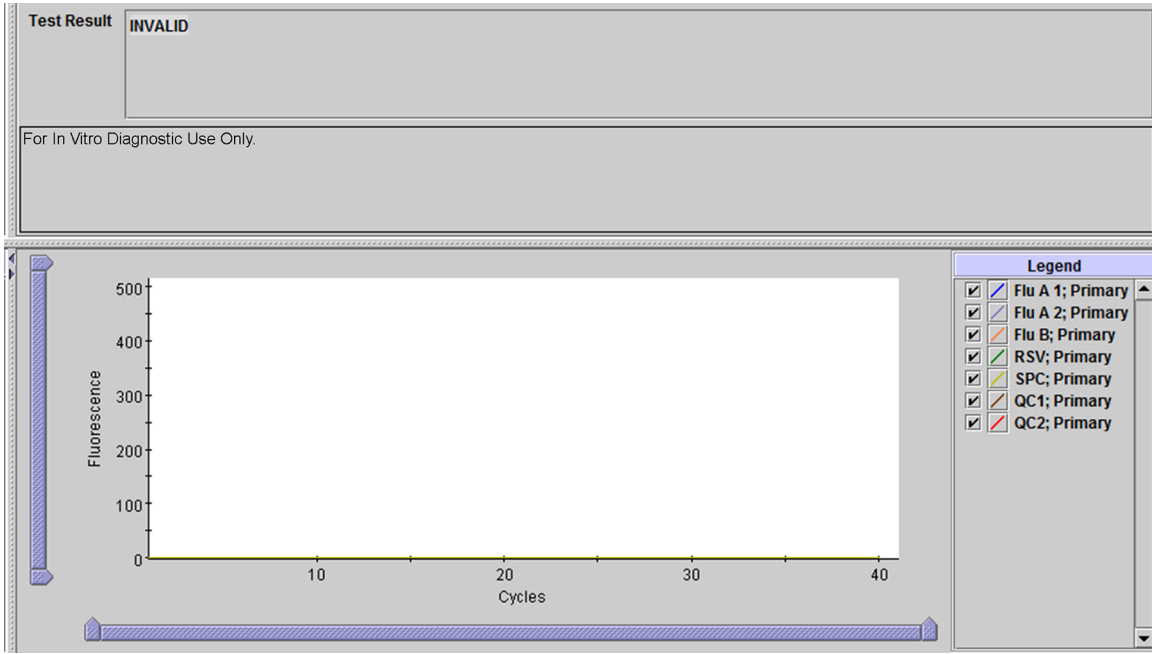 Test Result
INVALID
For In Vitro Diagnostic Use Only.
500
400
300
200
100
0
Fluorescence
10
20
30
40
Cycles
Legend
Flu A 1; Primary
Flu A 2; Primary
Flu B; Primary
RSV; Primary
SPC; Primary
QC1; Primary
QC2; Primary